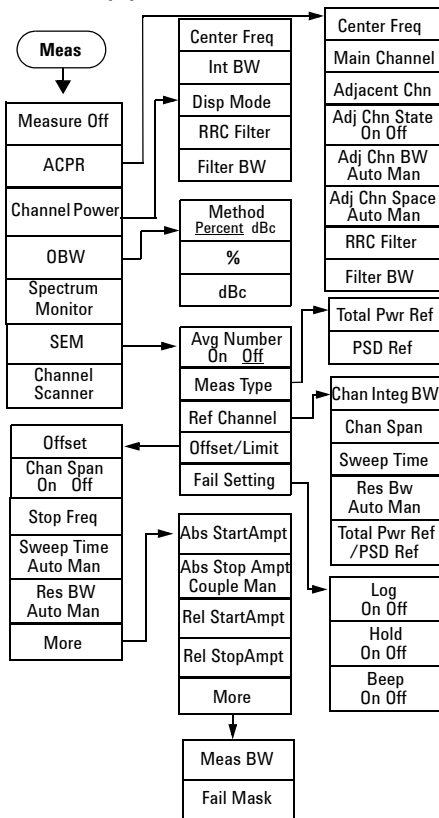 Meas
Measure Off
ACPR
Channel Power
OBW
Spectrum
Monitor
SEM
Channel
Scanner
Center Freq
Int BW
Disp Mode
RRC Filter
Filter BW
Center Freq
Main Channel
Adjacent Chn
Adj Chn State
On Off
Adj Chn BW
Auto Man
Adj Chn Space
Auto Man
RRC Filter
Filter BW
Method
Percent dBc
%
dBc
Avg Number
On Off
Meas Type
Ref Channel
Offset/Limit
Fail Setting
Total Pwr Ref
PSD Ref
Chan Integ BW
Chan Span
Sweep Time
Res Bw
Auto Man
Total Pwr Ref
/PSD Ref
Offset
Chan Span
On Off
Stop Freq
Sweep Time
Auto Man
Res BW
Auto Man
More
Abs StartAmpt
Abs Stop Ampt
Couple Man
Rel StartAmpt
Rel StopAmpt
More
Log
On Off
Hold
On Off
Beep
On Off
Meas BW
Fail Mask